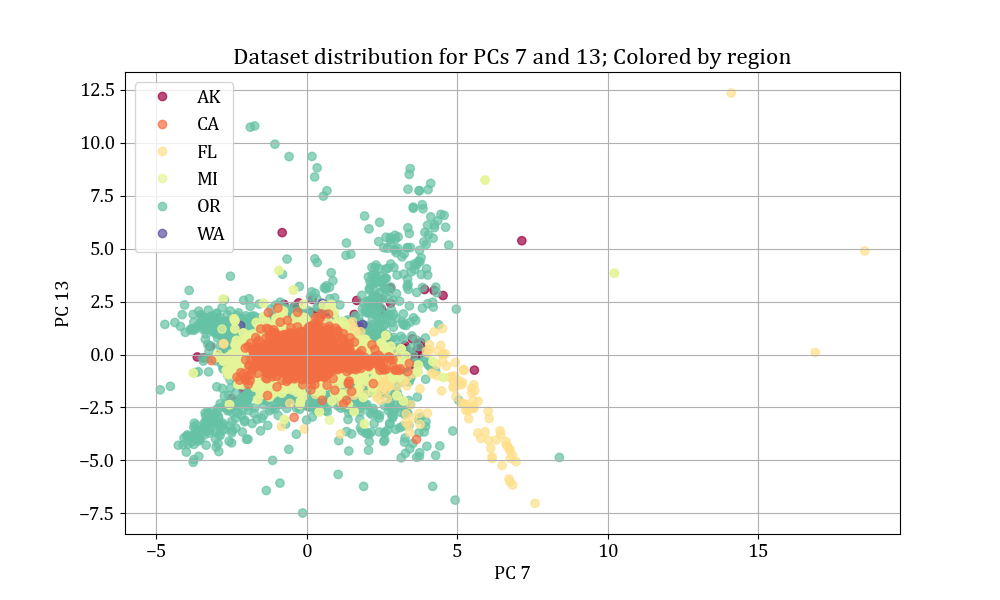 Dataset distribution for PCs 7 and 13; Colored by region
12.5
10.0
7.5
5.0
2.5
0.0
−2.5
−5.0
−7.5
PC 13
AK
CA
FL
MI
OR
WA
−5
0
5
10
15
PC 7